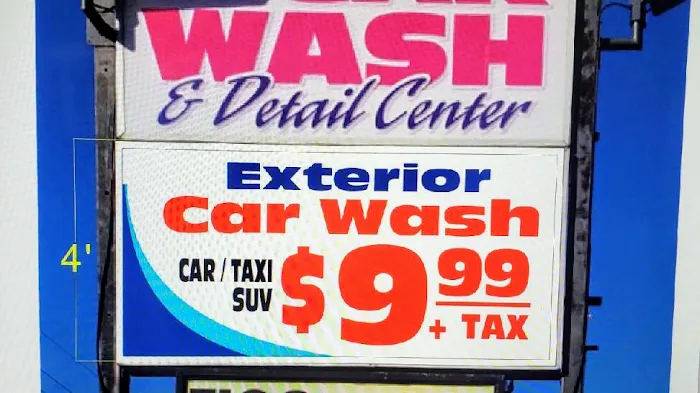 WASH
& Detail Center
Exterior
Car Wash
CAR / TAXI
SUV
$9 99
+ TAX
4'